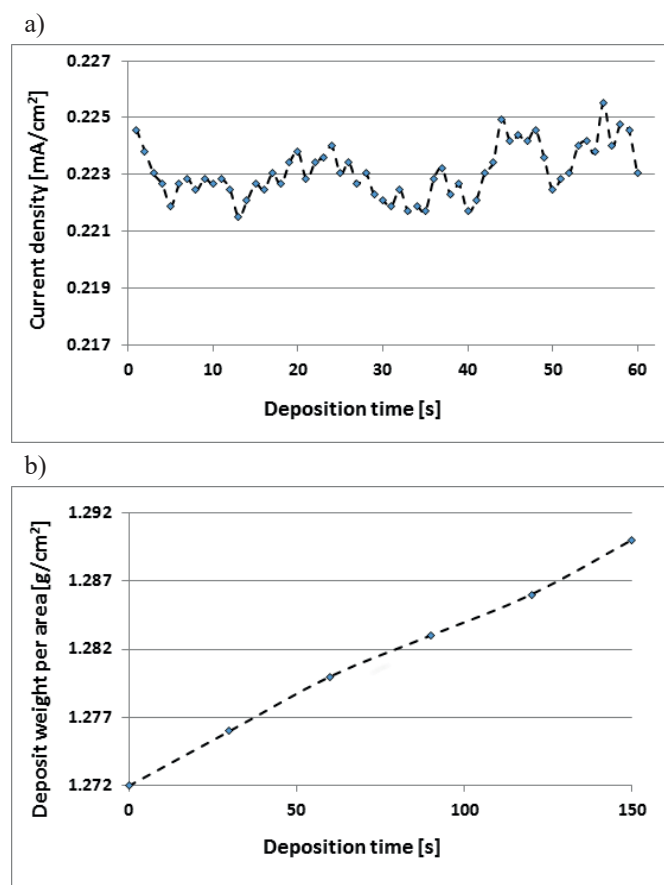 a)
0.227
0.225
0.223
0.221
0.219
0.217
Current density [mA/cm²]
0 10 20 30 40 50 60
Deposition time [s]
b)
1.292
1.287
1.282
1.277
1.272
Deposit weight per area [g/cm²]
0 50 100 150
Deposition time [s]